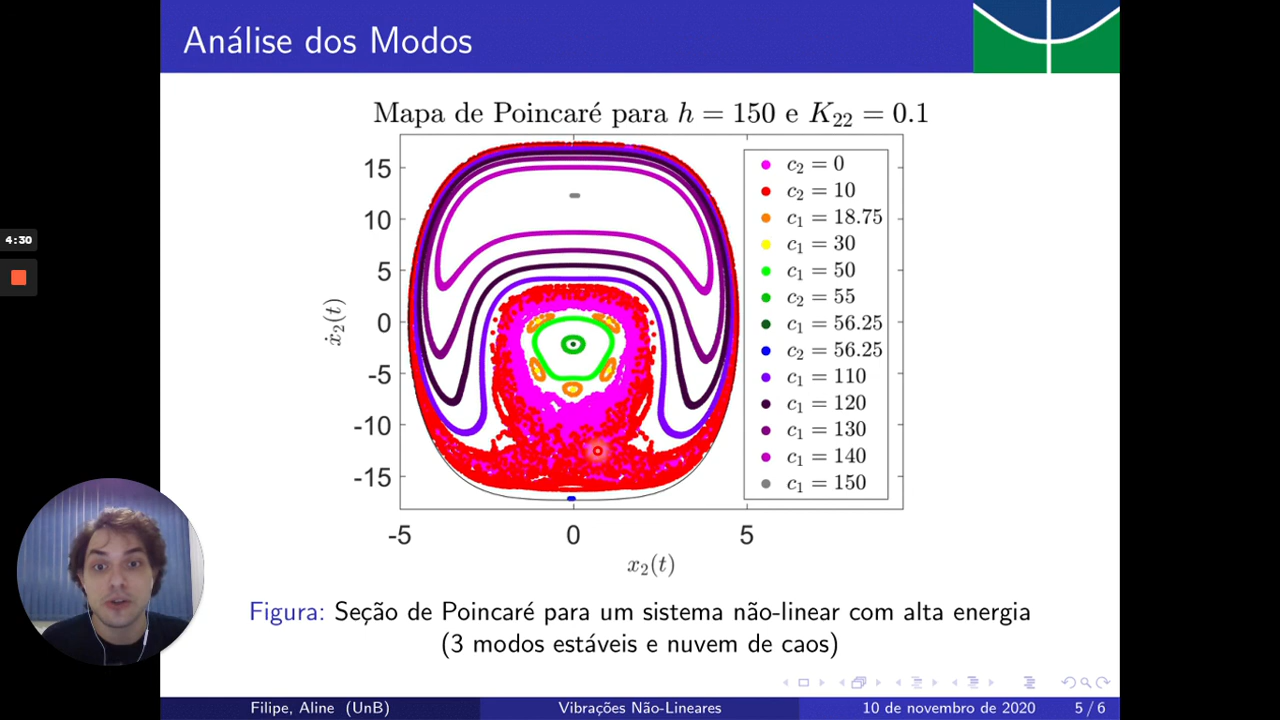 Análise dos Modos
Mapa de Poincaré para h = 150 e K₂₂ = 0.1
15
10
5
0
-5
-10
-15
ẋ₂(t)
-5
0
5
x₂(t)
c₂ = 0
c₂ = 10
c₁ = 18.75
c₁ = 30
c₁ = 50
c₂ = 55
c₁ = 56.25
c₂ = 56.25
c₁ = 110
c₁ = 120
c₁ = 130
c₁ = 140
c₁ = 150
4:30
Figura: Seção de Poincaré para um sistema não-linear com alta energia
(3 modos estáveis e nuvem de caos)
Filipe, Aline (UnB)
Vibrações Não-Lineares
10 de novembro de 2020
5 / 6